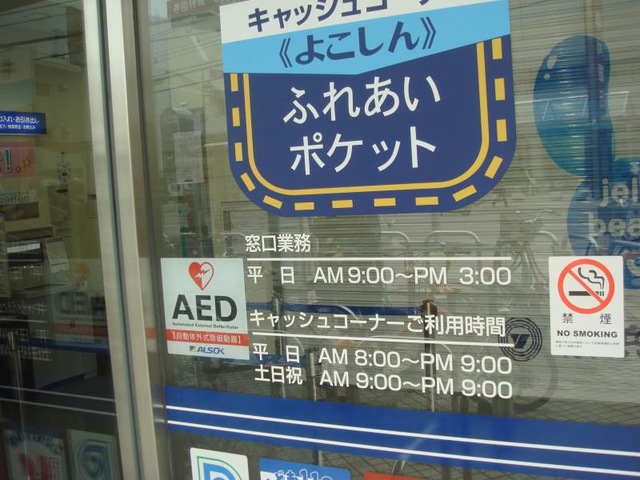 キャッシュコーナー
《よこしん》
ふれあい
ポケット
窓口業務
平日 AM 9:00～PM 3:00
AED
Automated External Defibrillator
【自動体外式除細動器】
ALSOK
キャッシュコーナーご利用時間
平日 AM 8:00～PM 9:00
土日祝 AM 9:00～PM 9:00
禁煙
NO SMOKING